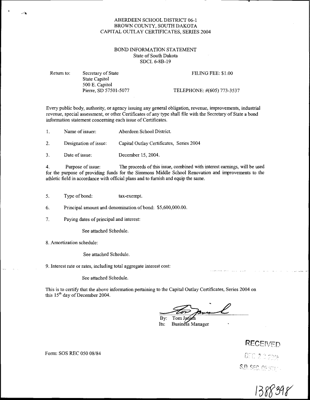 ABERDEEN SCHOOL DISTRICT 06-1
BROWN COUNTY, SOUTH DAKOTA
CAPITAL OUTLAY CERTIFICATES, SERIES 2004
BOND INFORMATION STATEMENT
State of South Dakota
SDCL 6-8B-19
Return to: Secretary of State FILING FEE: $1.00
State Capitol
500 E. Capitol
Pierre, SD 57501-5077 TELEPHONE: #(605) 773-3537
Every public body, authority, or agency issuing any general obligation, revenue, improvements, industrial
revenue, special assessment, or other Certificates of any type shall file with the Secretary of State a bond
information statement concerning each issue of Certificates.
1. Name of issuer: Aberdeen School District.
2. Designation of issue: Capital Outlay Certificates, Series 2004
3. Date of issue: December 15, 2004.
4. Purpose of issue: The proceeds of this issue, combined with interest earnings, will be used
for the purpose of providing funds for the Simmons Middle School Renovation and improvements to the
athletic field in accordance with official plans and to furnish and equip the same.
5. Type of bond: tax-exempt.
6. Principal amount and denomination of bond: $5,600,000.00.
7. Paying dates of principal and interest:
See attached Schedule.
8. Amortization schedule:
See attached Schedule.
9. Interest rate or rates, including total aggregate interest cost:
See attached Schedule.
This is to certify that the above information pertaining to the Capital Outlay Certificates, Series 2004 on
this 15th day of December 2004.
By: Tom
Its: Business Manager
RECEIVED
Form: SOS REC 050 08/84
1388998